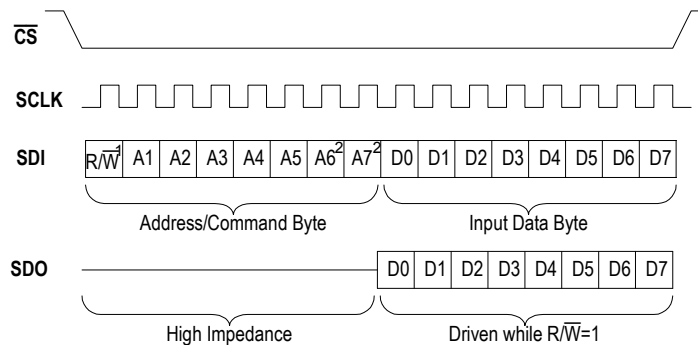 CS
SCLK
SDI R/W¹ A1 A2 A3 A4 A5 A6² A7² D0 D1 D2 D3 D4 D5 D6 D7
Address/Command Byte Input Data Byte
SDO D0 D1 D2 D3 D4 D5 D6 D7
High Impedance Driven while R/W=1